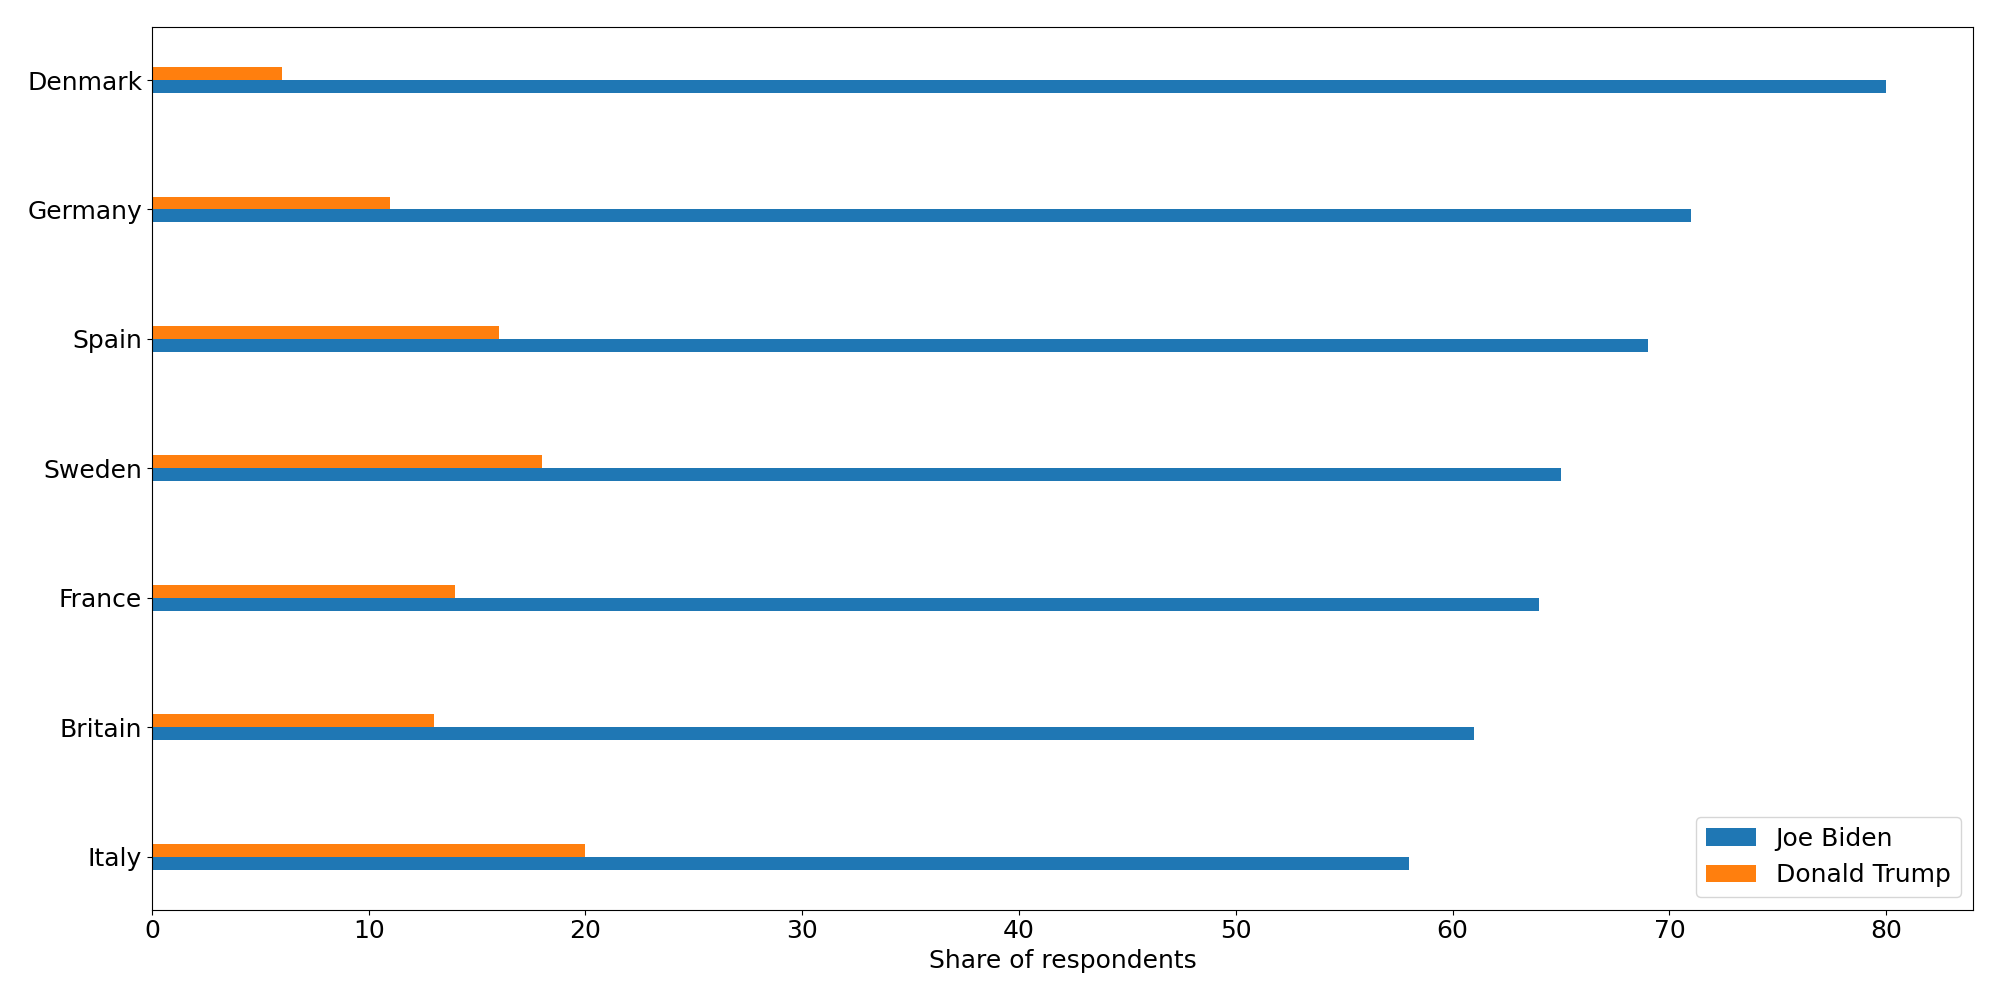 Denmark
Germany
Spain
Sweden
France
Britain
Italy
Joe Biden
Donald Trump
0 10 20 30 40 50 60 70 80
Share of respondents